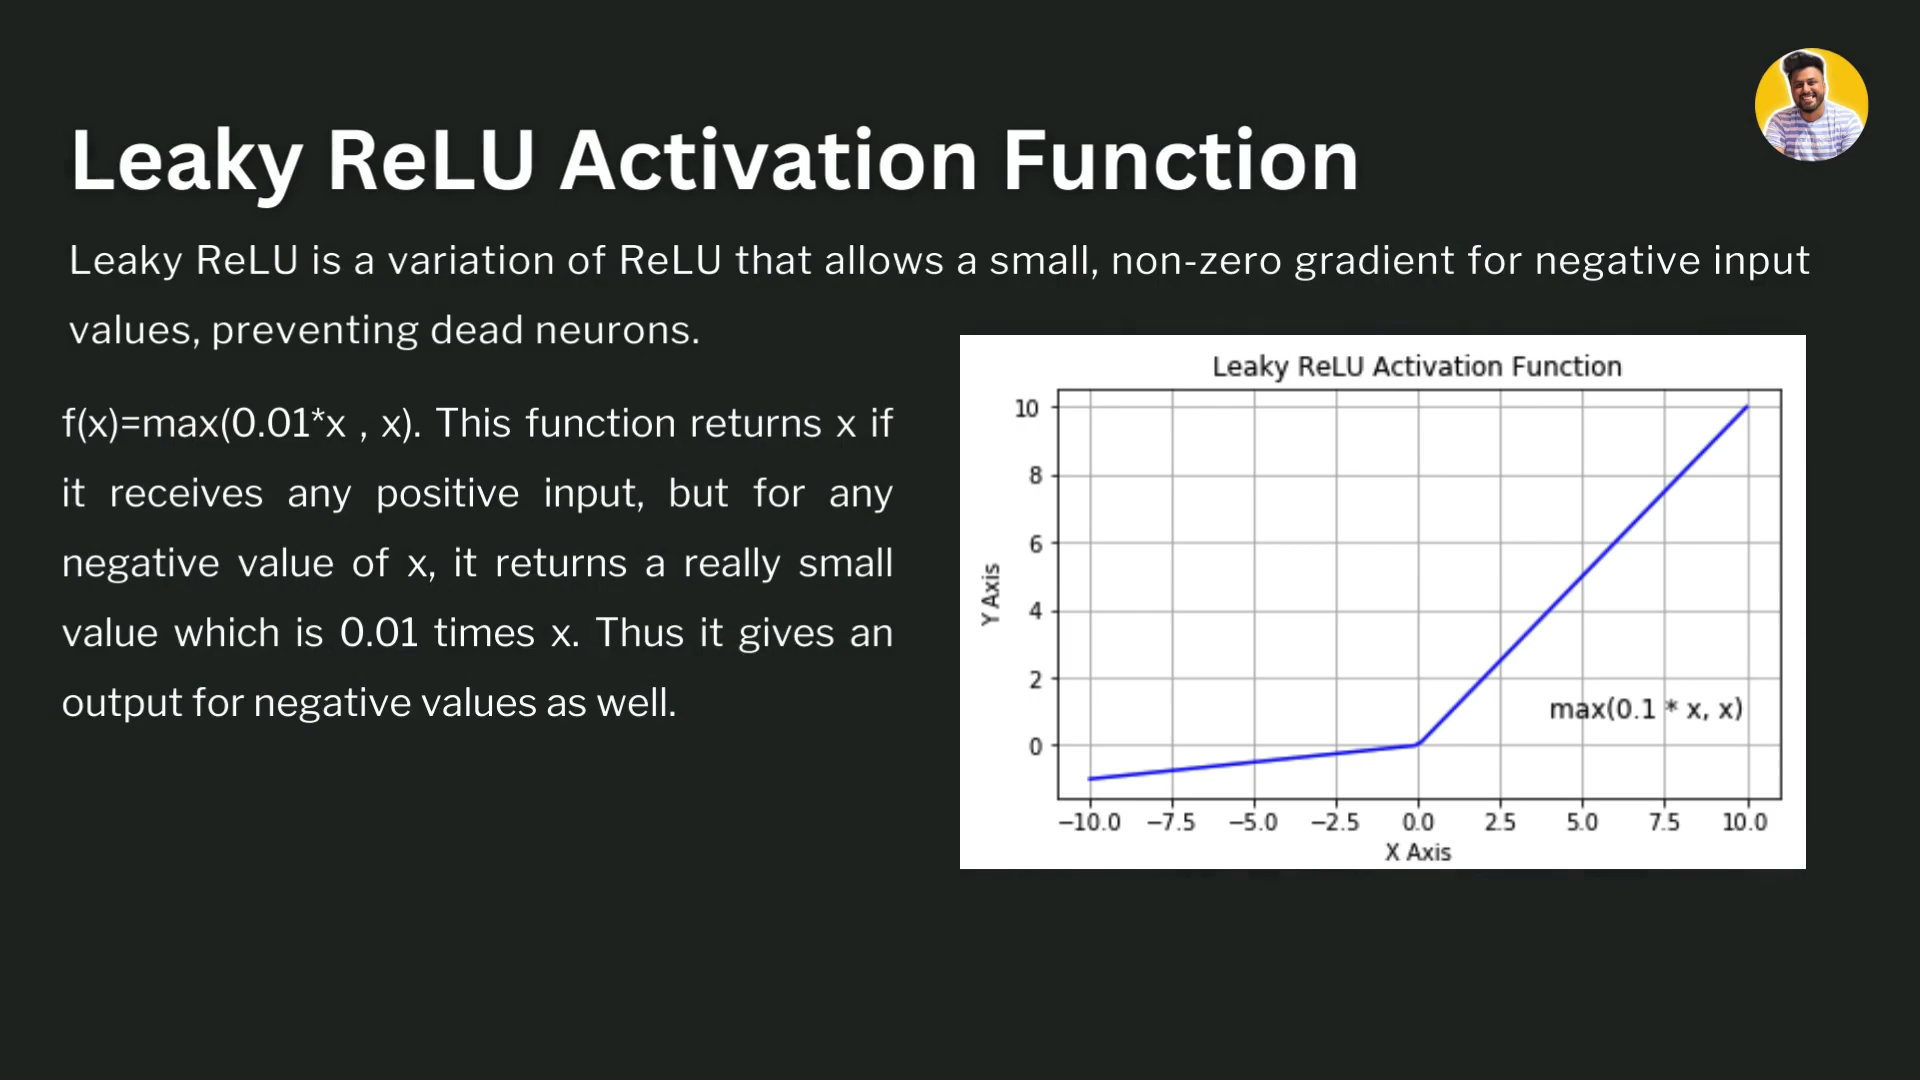 Leaky ReLU Activation Function
Leaky ReLU is a variation of ReLU that allows a small, non-zero gradient for negative input
values, preventing dead neurons.
f(x)=max(0.01*x , x). This function returns x if
it receives any positive input, but for any
negative value of x, it returns a really small
value which is 0.01 times x. Thus it gives an
output for negative values as well.
Leaky ReLU Activation Function
10
8
6
4
2
0
Y Axis
max(0.1 * x, x)
−10.0 −7.5 −5.0 −2.5 0.0 2.5 5.0 7.5 10.0
X Axis